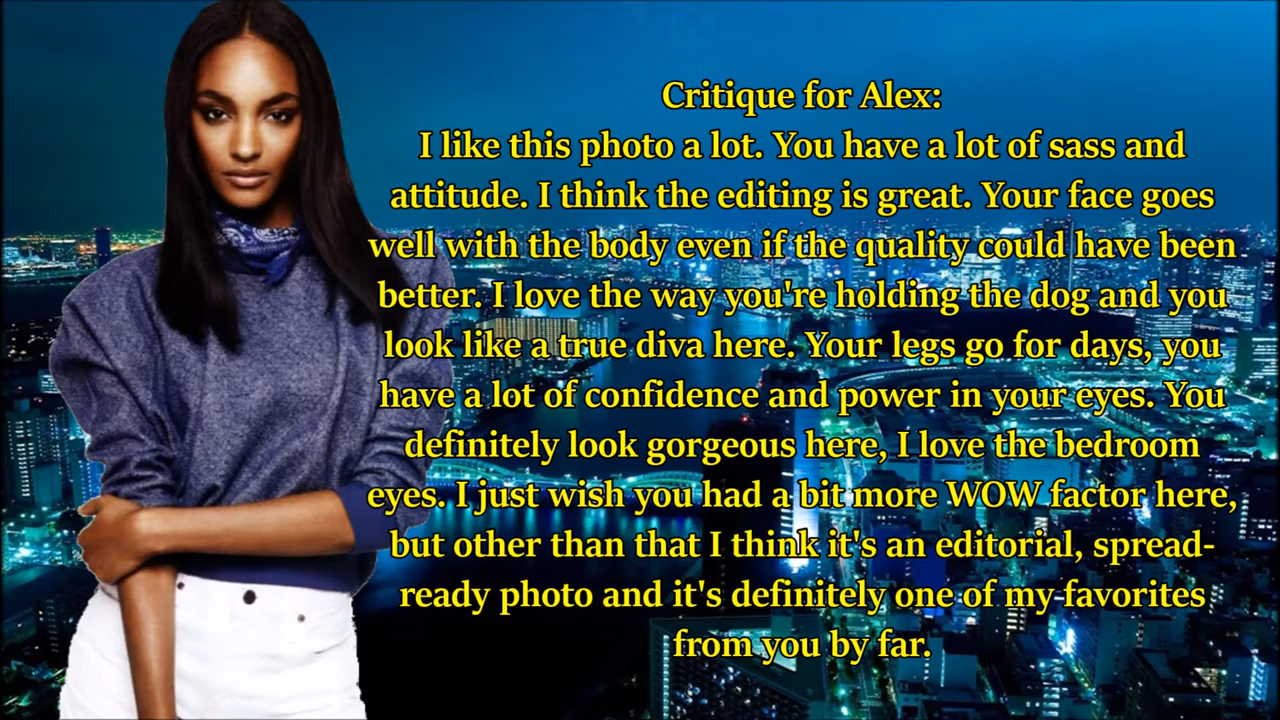 Critique for Alex:
I like this photo a lot. You have a lot of sass and
attitude. I think the editing is great. Your face goes
well with the body even if the quality could have been
better. I love the way you're holding the dog and you
look like a true diva here. Your legs go for days, you
have a lot of confidence and power in your eyes. You
definitely look gorgeous here, I love the bedroom
eyes. I just wish you had a bit more WOW factor here,
but other than that I think it's an editorial, spread-
ready photo and it's definitely one of my favorites
from you by far.